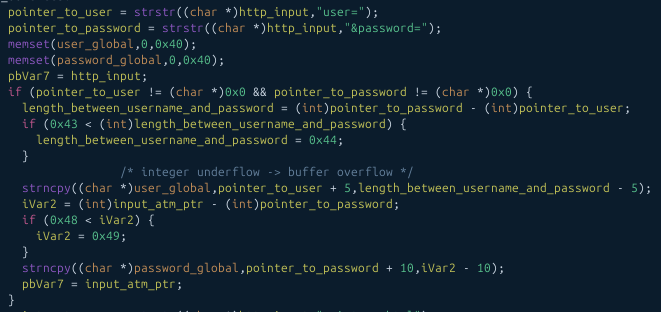 pointer_to_user = strstr((char *)http_input,"user=");
pointer_to_password = strstr((char *)http_input,"&password=");
memset(user_global,0,0x40);
memset(password_global,0,0x40);
pbVar7 = http_input;
if (pointer_to_user != (char *)0x0 && pointer_to_password != (char *)0x0) {
length_between_username_and_password = (int)pointer_to_password - (int)pointer_to_user;
if (0x43 < (int)length_between_username_and_password) {
length_between_username_and_password = 0x44;
}
/* integer underflow -> buffer overflow */
strncpy((char *)user_global,pointer_to_user + 5,length_between_username_and_password - 5);
iVar2 = (int)input_atm_ptr - (int)pointer_to_password;
if (0x48 < iVar2) {
iVar2 = 0x49;
}
strncpy((char *)password_global,pointer_to_password + 10,iVar2 - 10);
pbVar7 = input_atm_ptr;
}